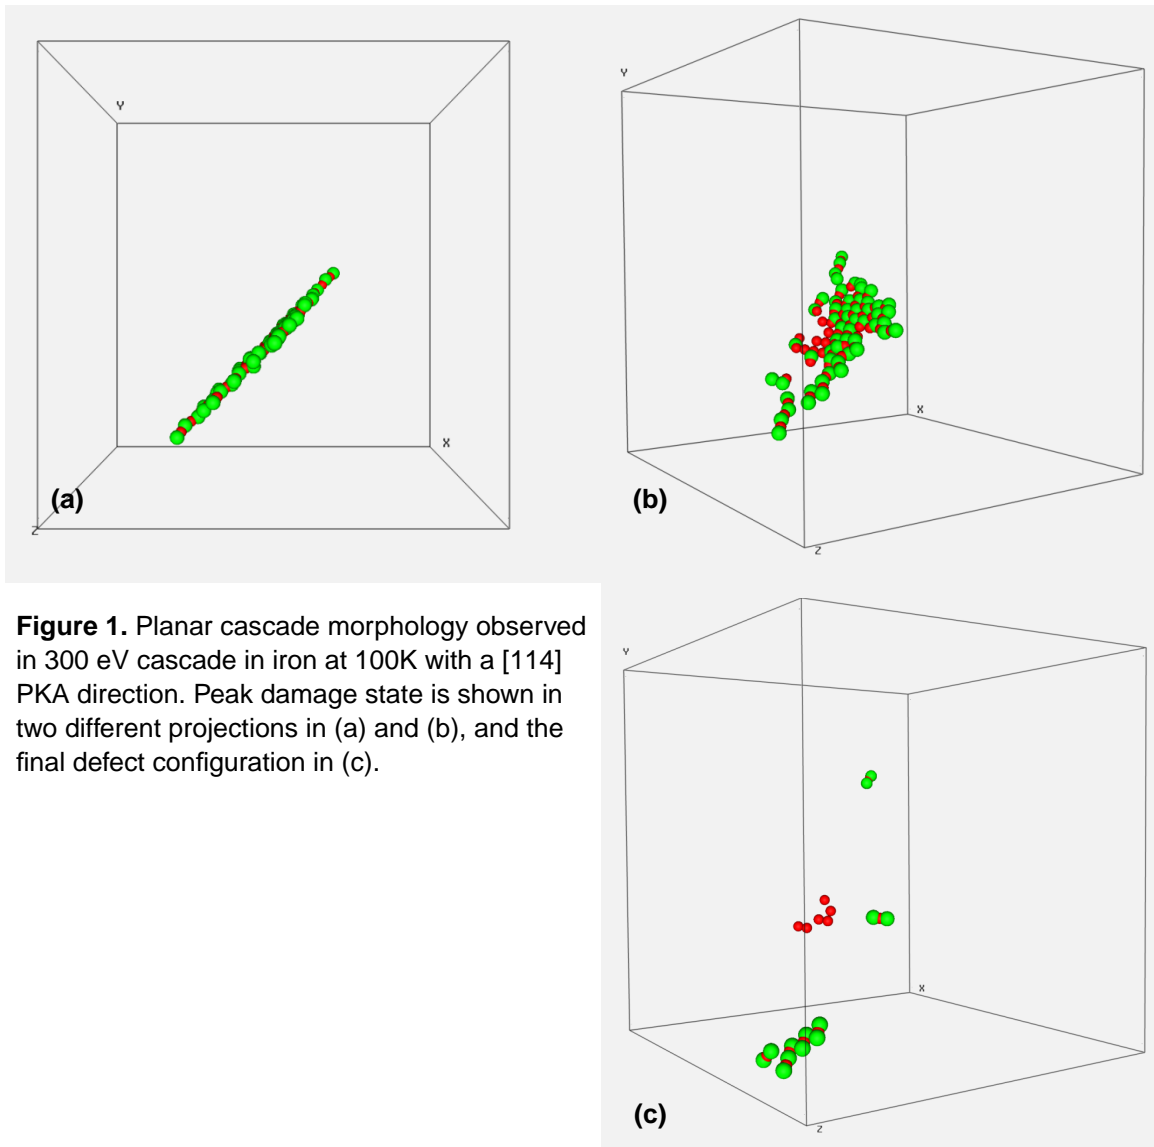 Y
X
Z
(a)
Y
X
Z
(b)
Figure 1. Planar cascade morphology observed
in 300 eV cascade in iron at 100K with a [114]
PKA direction. Peak damage state is shown in
two different projections in (a) and (b), and the
final defect configuration in (c).
Y
X
Z
(c)